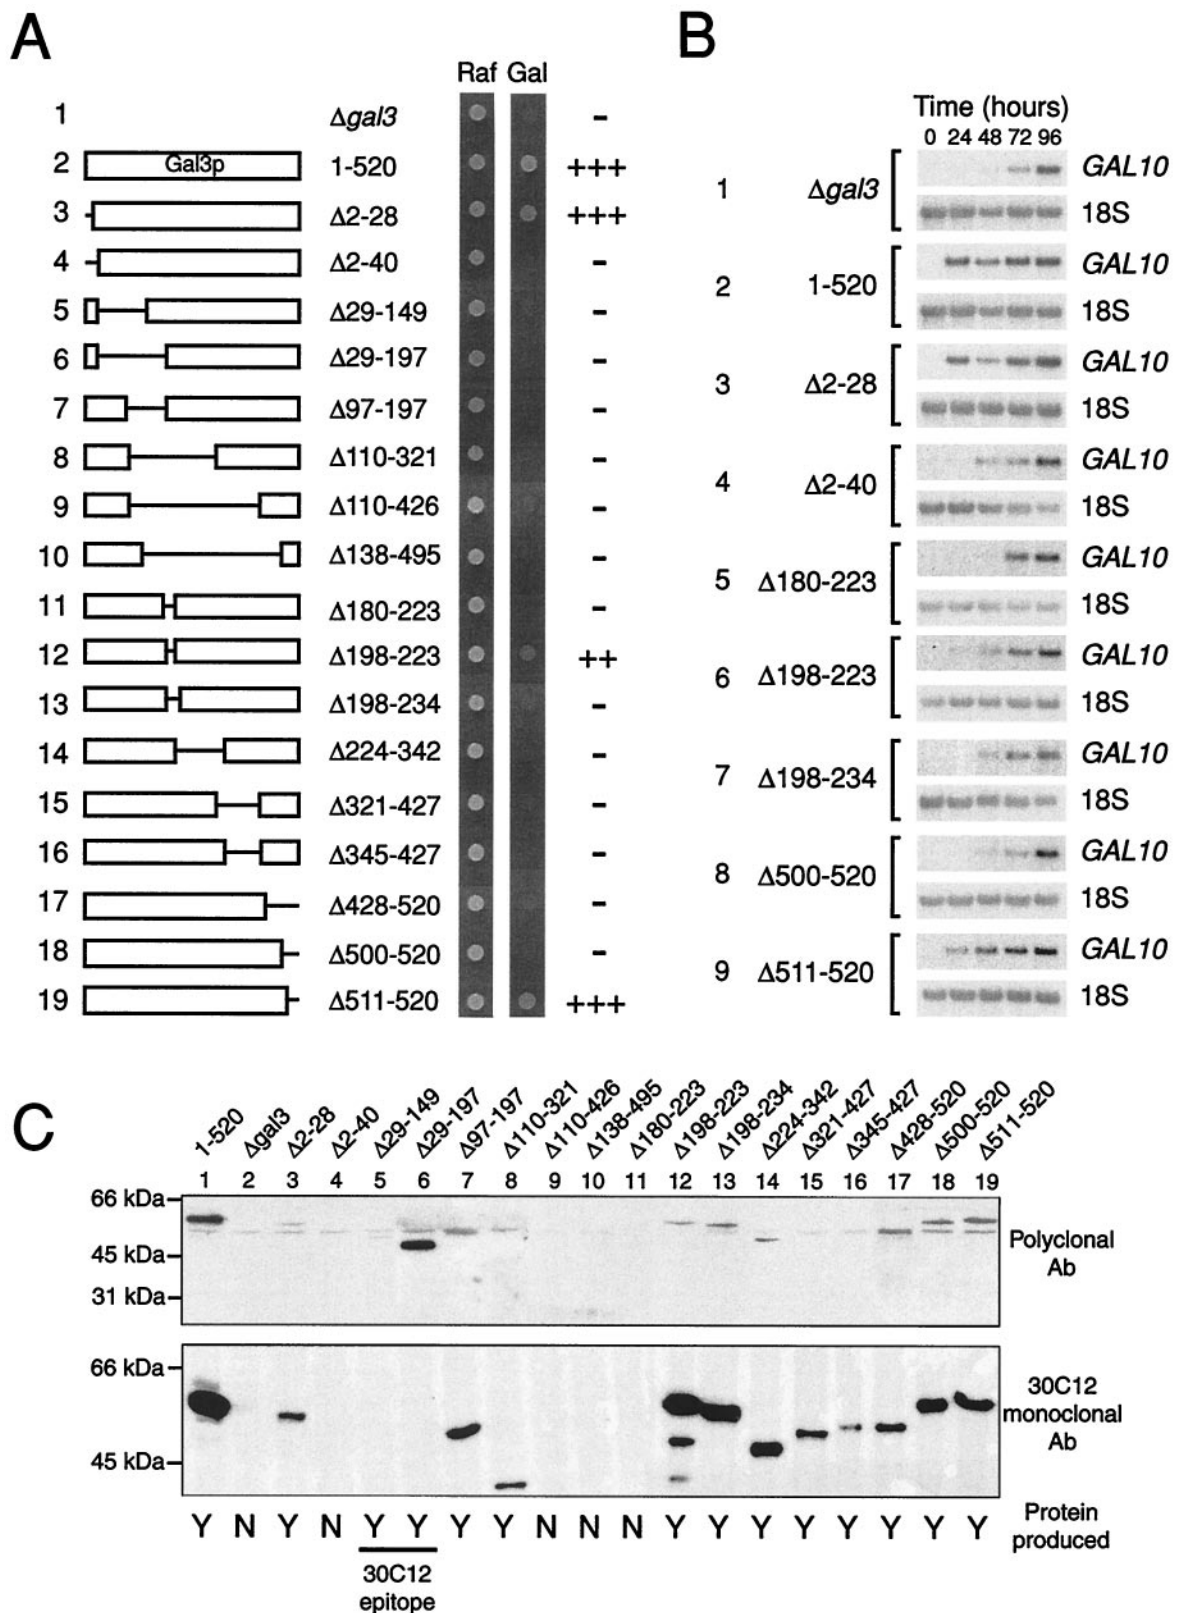 A
Raf Gal
1 Δgal3 -
2 Gal3p 1-520 +++
3 Δ2-28 +++
4 Δ2-40 -
5 Δ29-149 -
6 Δ29-197 -
7 Δ97-197 -
8 Δ110-321 -
9 Δ110-426 -
10 Δ138-495 -
11 Δ180-223 -
12 Δ198-223 ++
13 Δ198-234 -
14 Δ224-342 -
15 Δ321-427 -
16 Δ345-427 -
17 Δ428-520 -
18 Δ500-520 -
19 Δ511-520 +++
B
Time (hours)
0 24 48 72 96
1 Δgal3 GAL10
18S
2 1-520 GAL10
18S
3 Δ2-28 GAL10
18S
4 Δ2-40 GAL10
18S
5 Δ180-223 GAL10
18S
6 Δ198-223 GAL10
18S
7 Δ198-234 GAL10
18S
8 Δ500-520 GAL10
18S
9 Δ511-520 GAL10
18S
C
1-520 Δgal3 Δ2-28 Δ2-40 Δ29-149 Δ29-197 Δ97-197 Δ110-321 Δ110-426 Δ138-495 Δ180-223 Δ198-223 Δ198-234 Δ224-342 Δ321-427 Δ345-427 Δ428-520 Δ500-520 Δ511-520
1 2 3 4 5 6 7 8 9 10 11 12 13 14 15 16 17 18 19
66 kDa
45 kDa
31 kDa
Polyclonal
Ab
66 kDa
45 kDa
30C12
monoclonal
Ab
Y N Y N Y Y Y Y N N N Y Y Y Y Y Y Y Y
Protein
produced
30C12
epitope